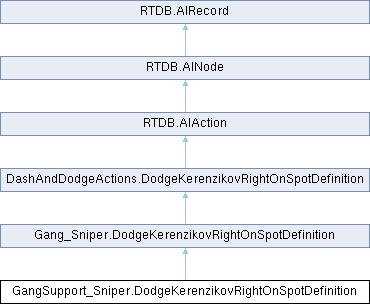 RTDB.AIRecord
RTDB.AINode
RTDB.AIAction
DashAndDodgeActions.DodgeKerenzikovRightOnSpotDefinition
Gang_Sniper.DodgeKerenzikovRightOnSpotDefinition
GangSupport_Sniper.DodgeKerenzikovRightOnSpotDefinition